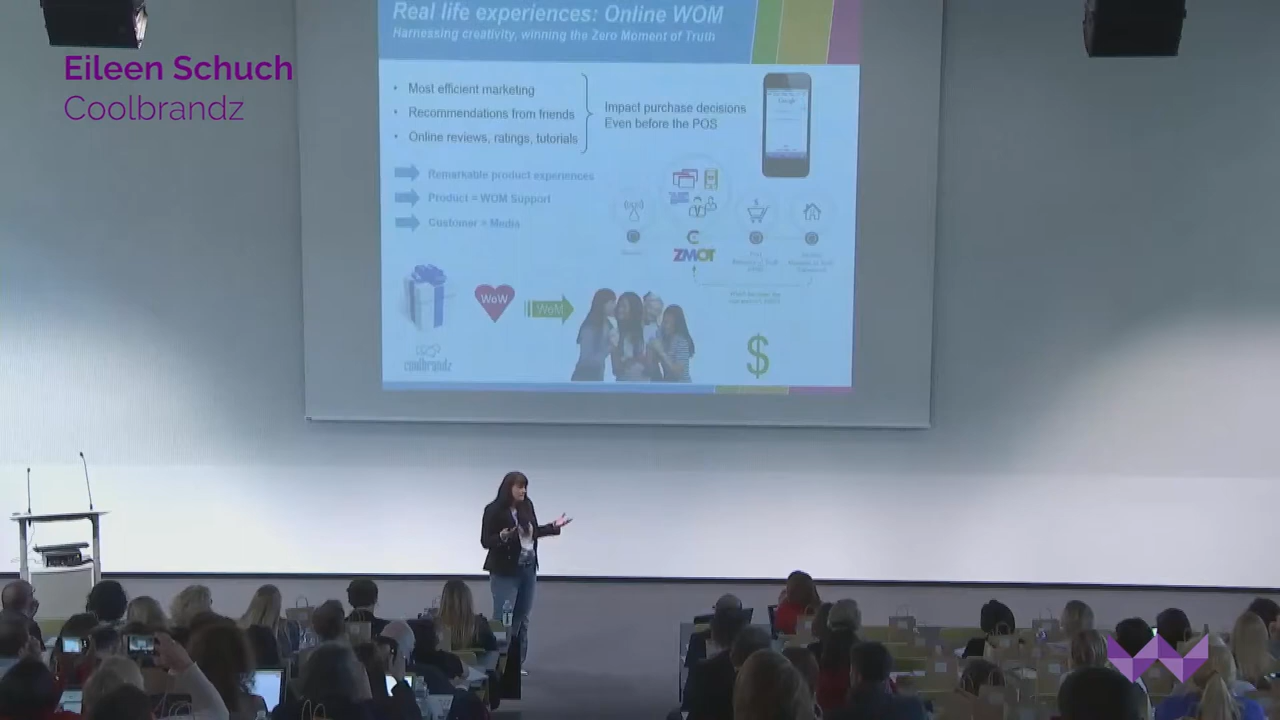 Eileen Schuch
Coolbrandz
Real life experiences: Online WOM
Harnessing creativity, winning the Zero Moment of Truth
• Most efficient marketing
• Recommendations from friends
• Online reviews, ratings, tutorials
Impact purchase decisions
Even before the POS
Google
Remarkable product experiences
Product = WOM Support
Customer = Media
ZMOT
WoW
WoM
coolbrandz
$